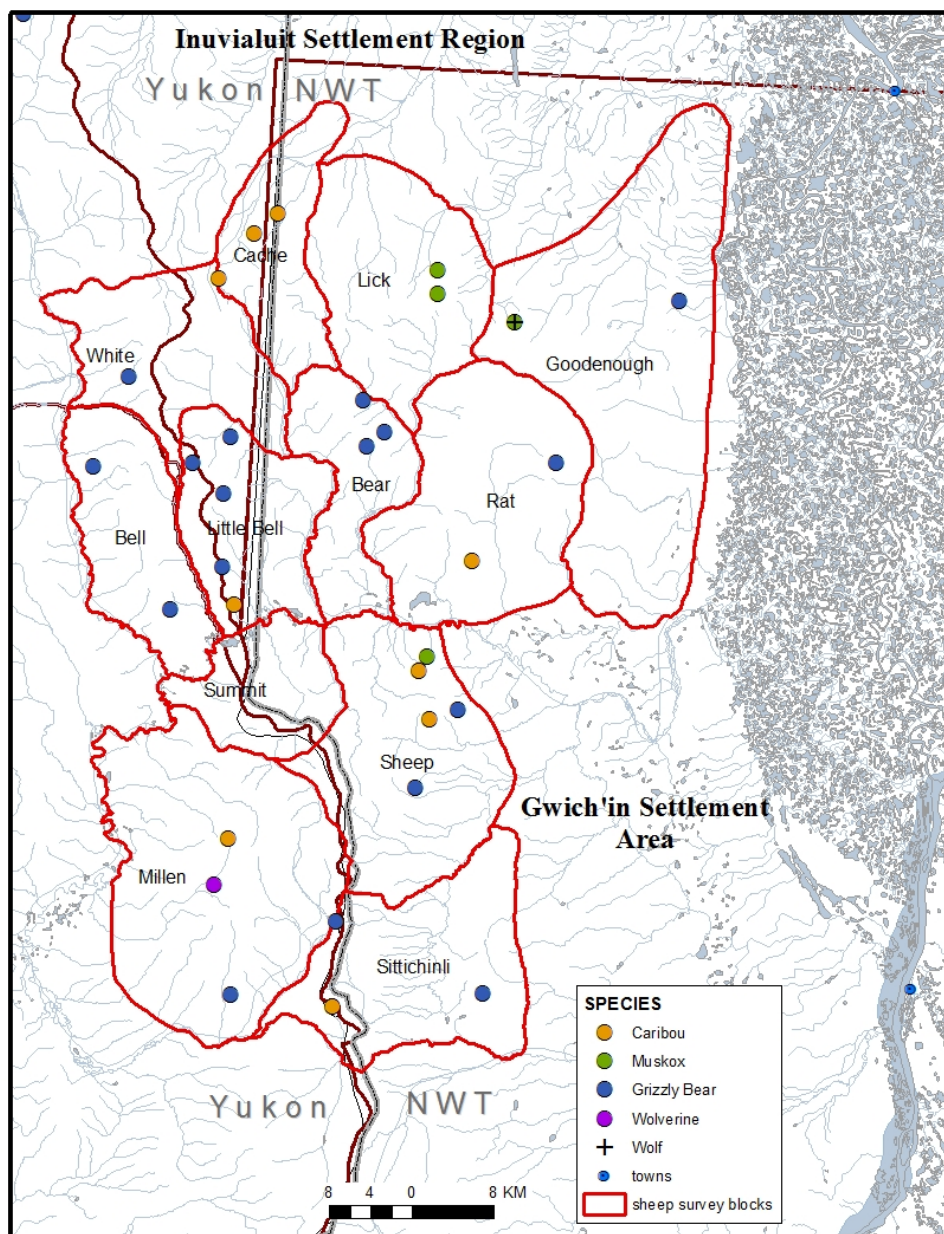 Inuvialuit Settlement Region
Yukon NWT
Cache
Lick
White
Goodenough
Bear
Rat
Bell
Little Bell
Summit
Sheep
Gwich'in Settlement
Area
Millen
Sittichinli
Yukon NWT
SPECIES
Caribou
Muskox
Grizzly Bear
Wolverine
Wolf
towns
sheep survey blocks
8 4 0 8 KM